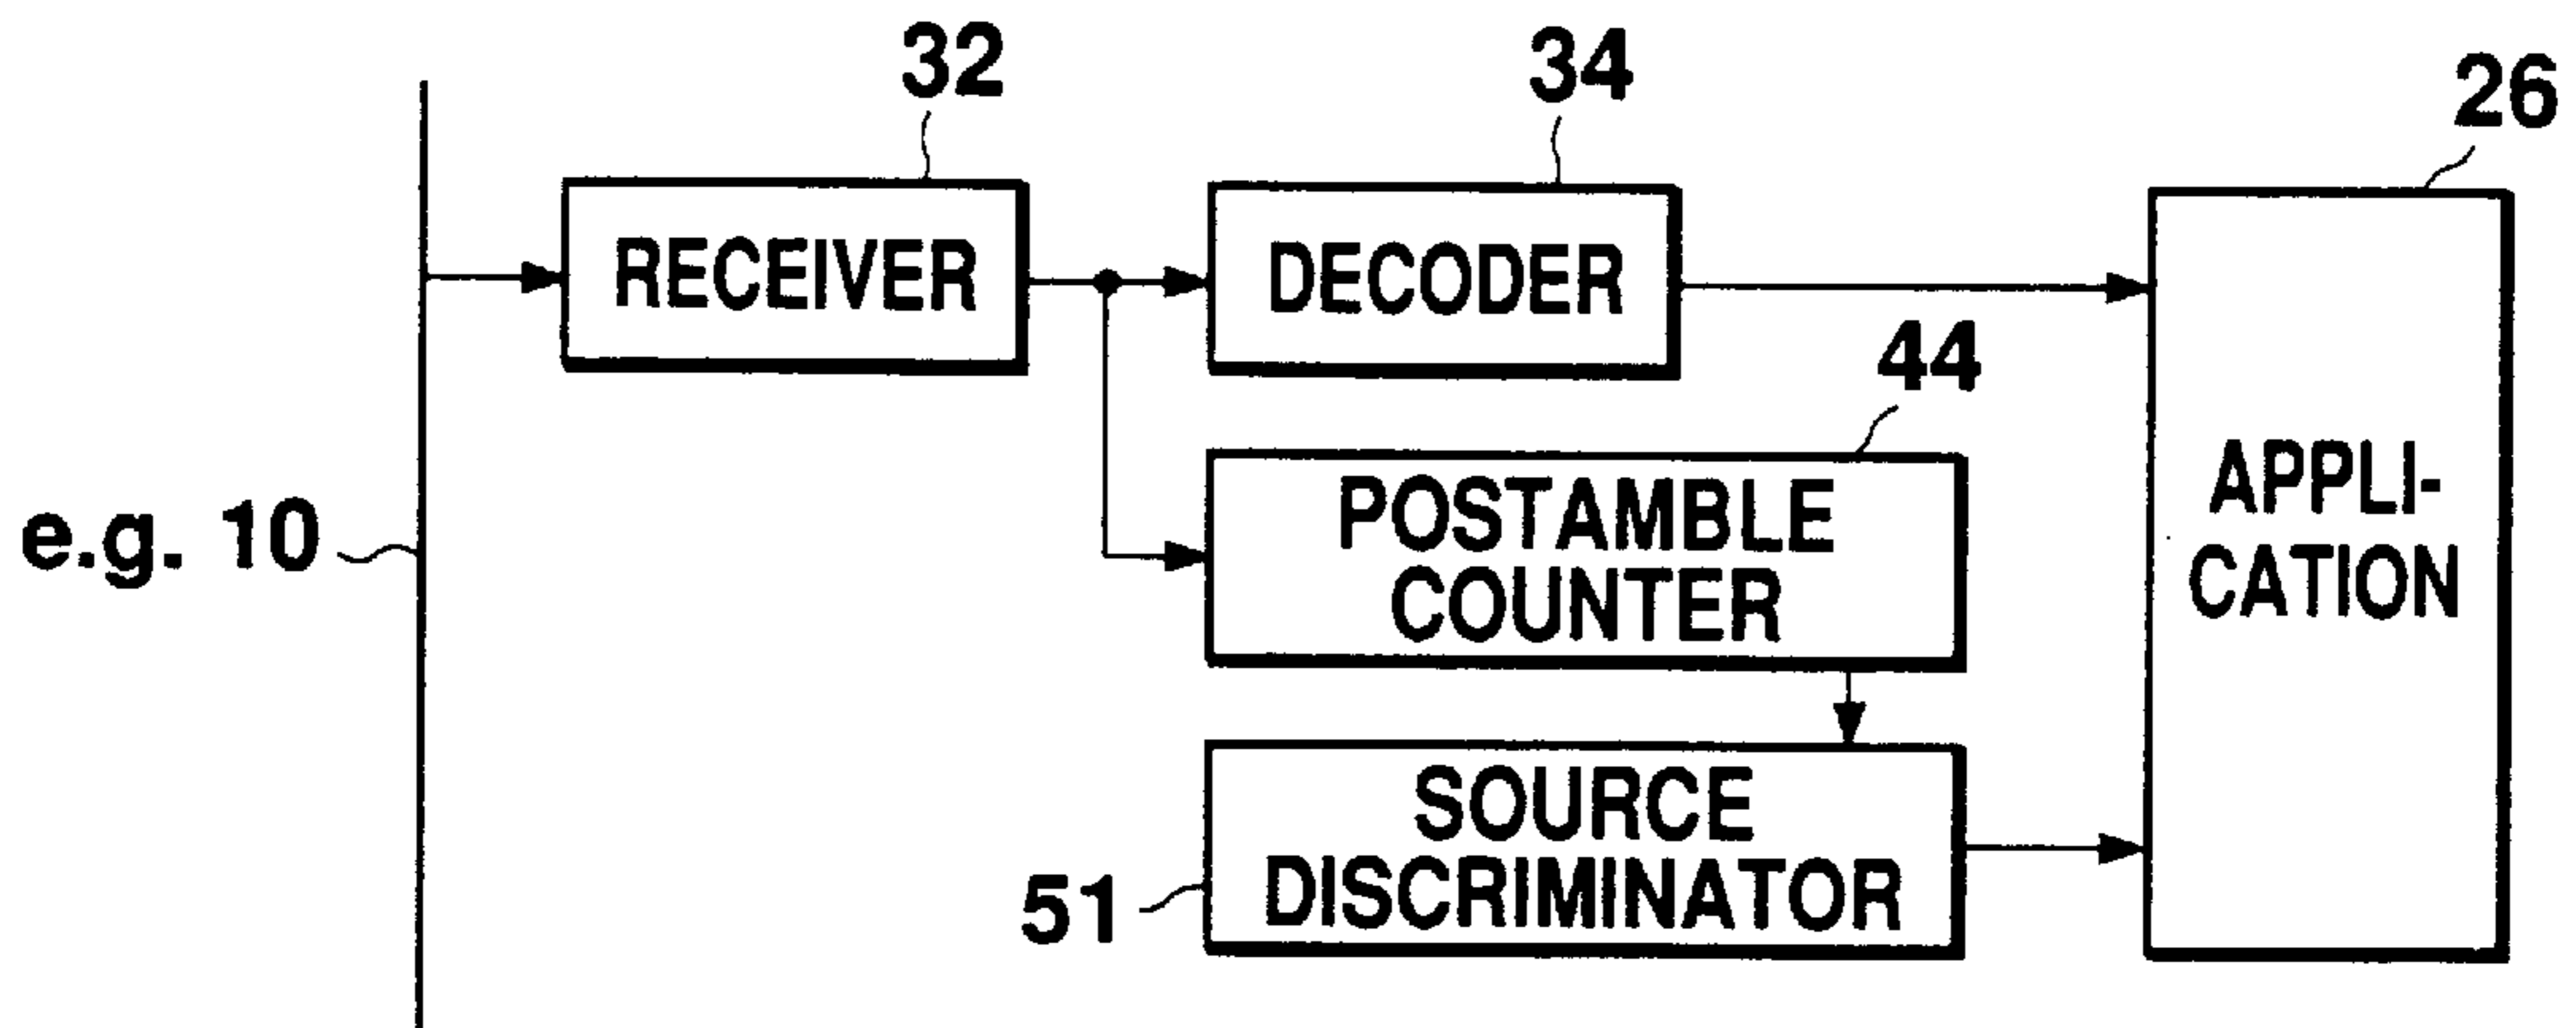 32
34
26
RECEIVER
DECODER
44
POSTAMBLE
COUNTER
APPLI-
CATION
e.g. 10
SOURCE
DISCRIMINATOR
51